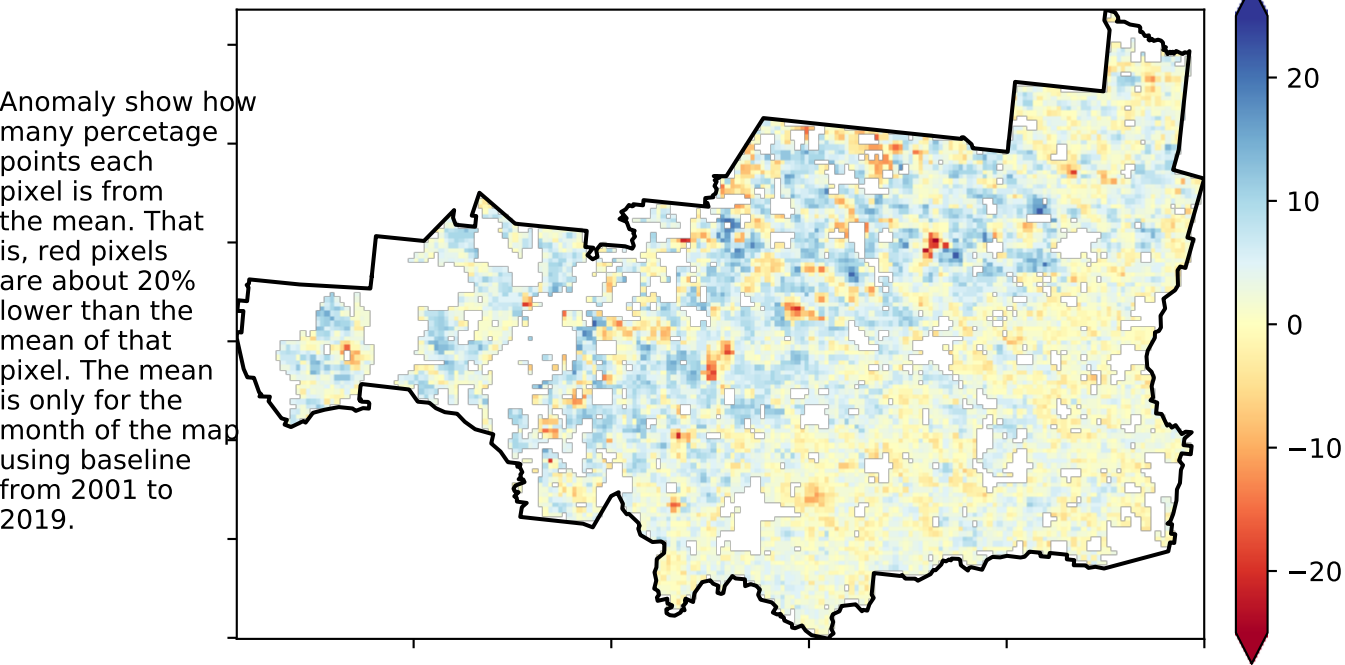 Anomaly show how
many percetage
points each
pixel is from
the mean. That
is, red pixels
are about 20%
lower than the
mean of that
pixel. The mean
is only for the
month of the map
using baseline
from 2001 to
2019.
20
10
0
−10
−20